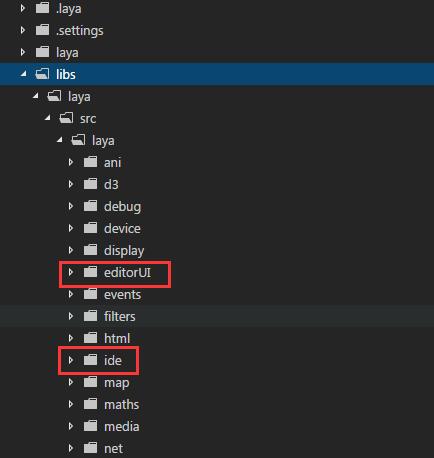 .laya
.settings
laya
libs
laya
src
laya
ani
d3
debug
device
display
editorUI
events
filters
html
ide
map
maths
media
net